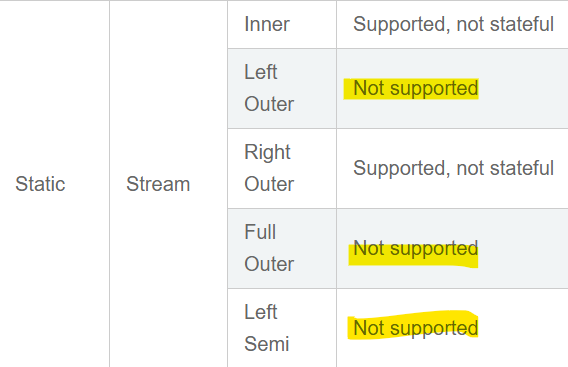 Inner Supported, not stateful
Left
Outer
Not supported
Right
Outer
Supported, not stateful
Static Stream
Full
Outer
Not supported
Left
Semi
Not supported